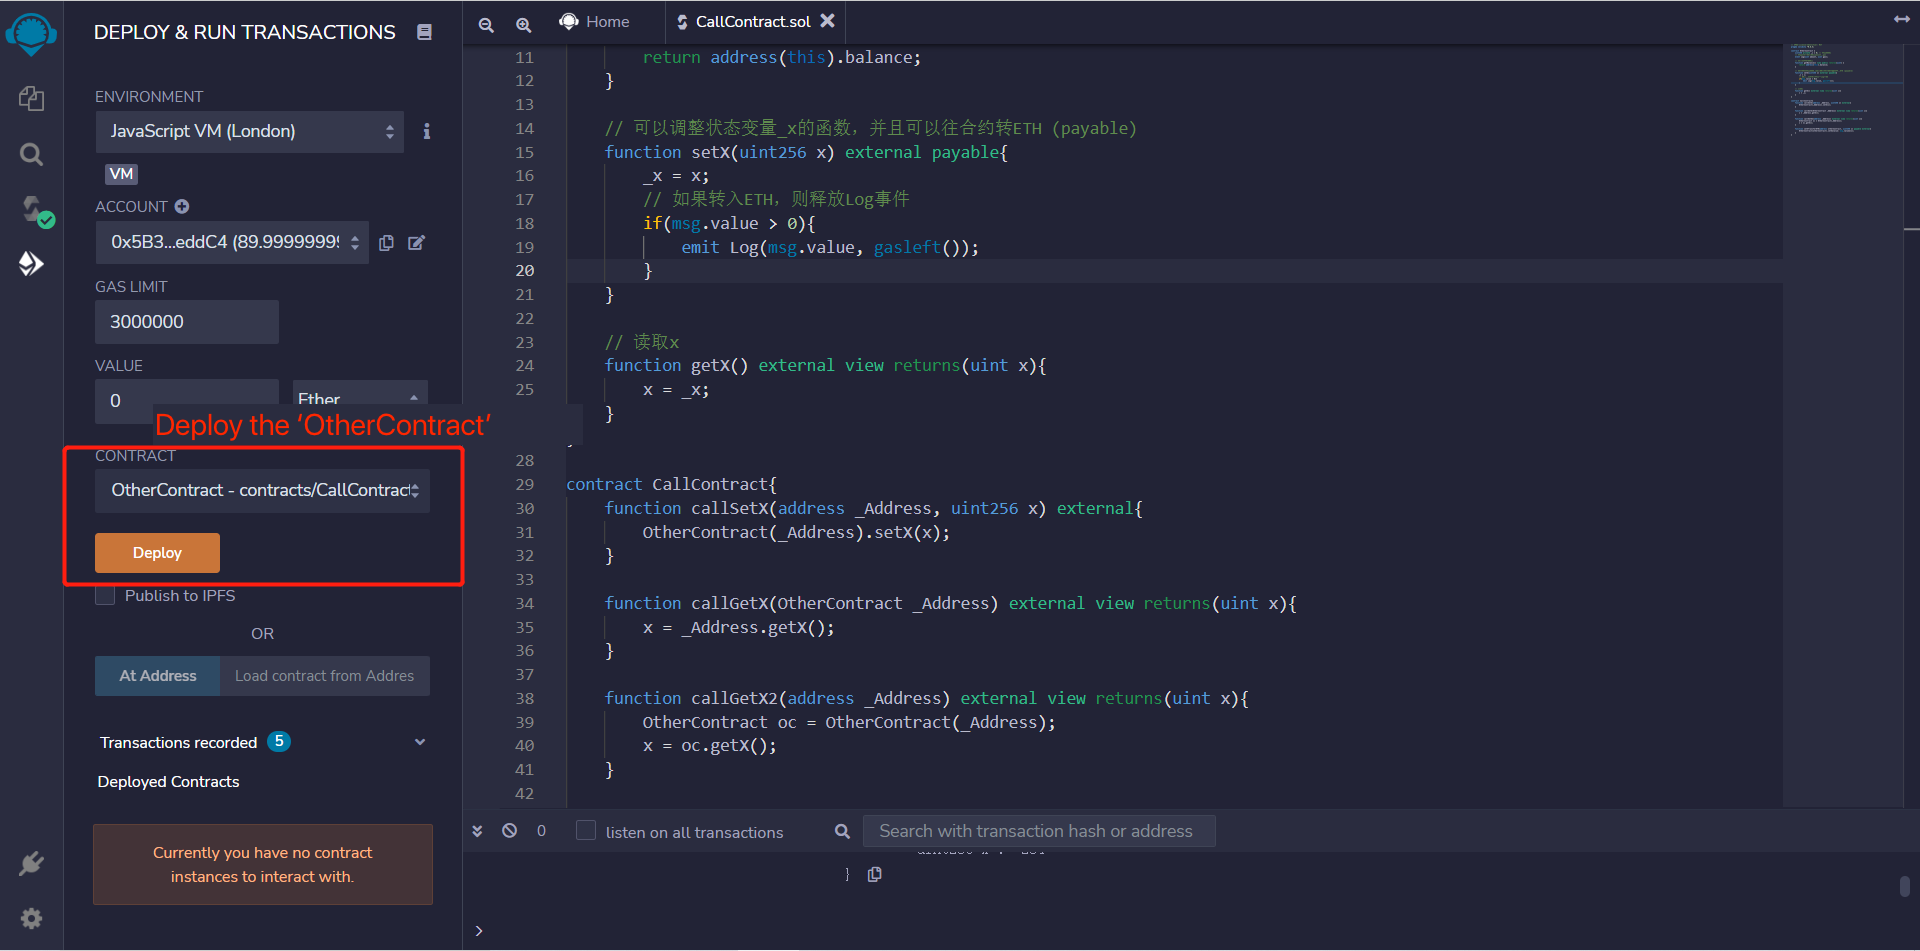 DEPLOY & RUN TRANSACTIONS
ENVIRONMENT
JavaScript VM (London)
VM
ACCOUNT
0x5B3...eddC4 (89.9999999
GAS LIMIT
3000000
VALUE
0
Ether
Deploy the ‘OtherContract’
CONTRACT
OtherContract - contracts/CallContract
Deploy
Publish to IPFS
OR
At Address
Load contract from Addres
Transactions recorded 5
Deployed Contracts
Currently you have no contract
instances to interact with.
Home
CallContract.sol
11 return address(this).balance;
12 }
13
14 // 可以调整状态变量_x的函数，并且可以往合约转ETH (payable)
15 function setX(uint256 x) external payable{
16 _x = x;
17 // 如果转入ETH，则释放Log事件
18 if(msg.value > 0){
19 emit Log(msg.value, gasleft());
20 }
21 }
22
23 // 读取x
24 function getX() external view returns(uint x){
25 x = _x;
}
28
29 contract CallContract{
30 function callSetX(address _Address, uint256 x) external{
31 OtherContract(_Address).setX(x);
32 }
33
34 function callGetX(OtherContract _Address) external view returns(uint x){
35 x = _Address.getX();
36 }
37
38 function callGetX2(address _Address) external view returns(uint x){
39 OtherContract oc = OtherContract(_Address);
40 x = oc.getX();
41 }
42
0
listen on all transactions
Search with transaction hash or address
}
>